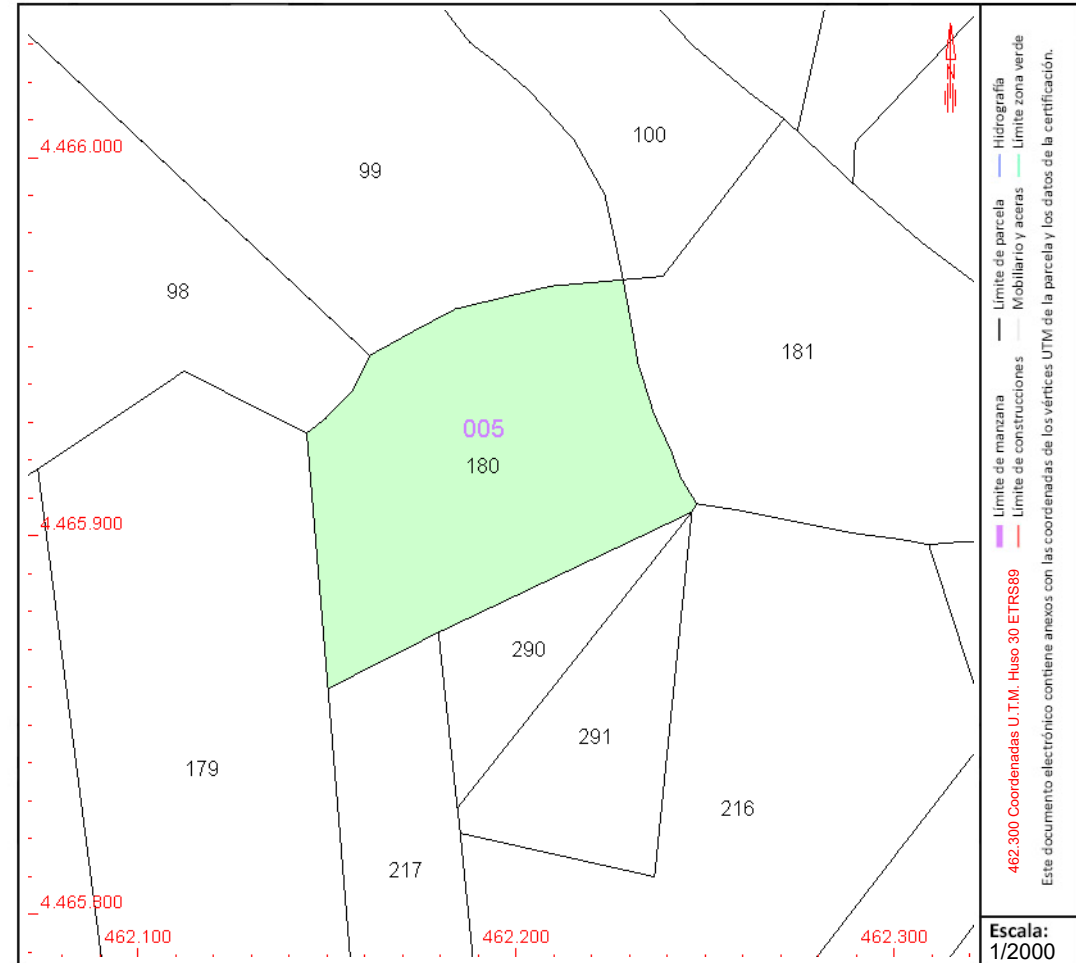 100
4.466.000
99
98
181
005
180
4.465.900
290
291
179
216
217
4.465.800
462.100
462.200
462.300
N
Límite de manzana
Límite de parcela
Hidrografía
Límite de construcciones
Mobiliario y aceras
Límite zona verde
462.300 Coordenadas U.T.M. Huso 30 ETRS89
Este documento electrónico contiene anexos con las coordenadas de los vértices UTM de la parcela y los datos de la certificación.
Escala:
1/2000